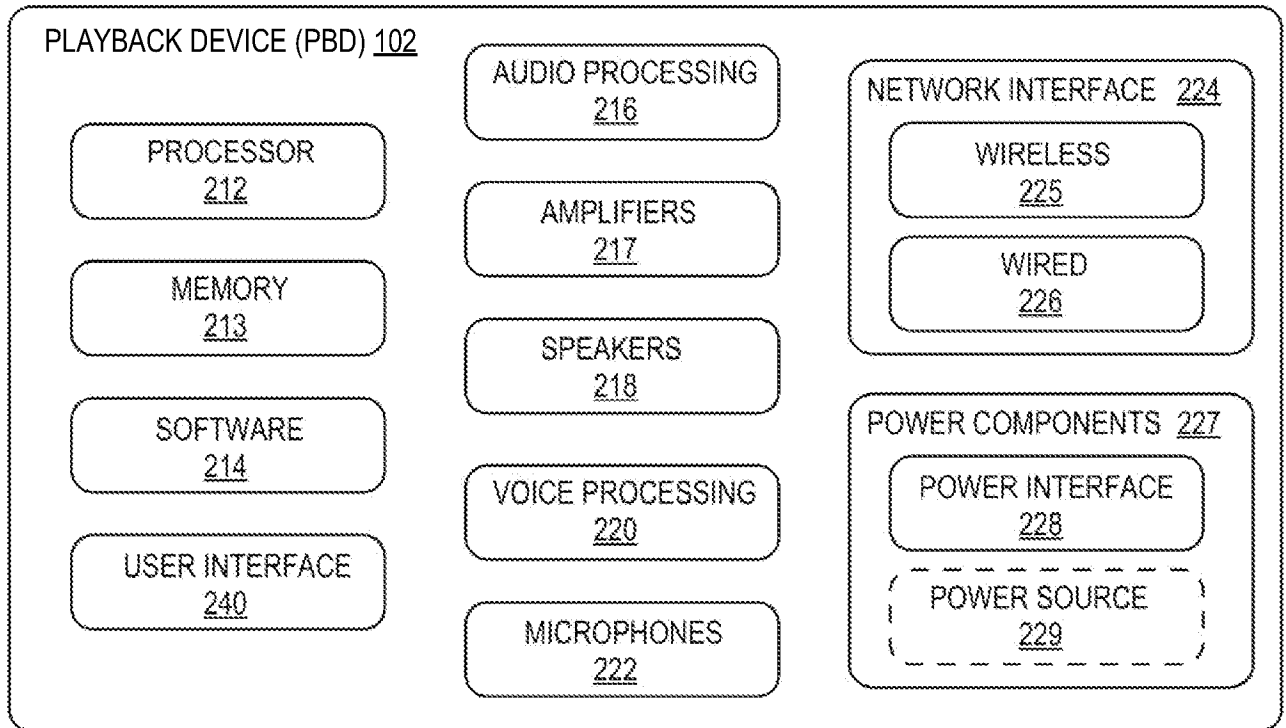 PLAYBACK DEVICE (PBD) 102
PROCESSOR
212
MEMORY
213
SOFTWARE
214
USER INTERFACE
240
AUDIO PROCESSING
216
AMPLIFIERS
217
SPEAKERS
218
VOICE PROCESSING
220
MICROPHONES
222
NETWORK INTERFACE 224
WIRELESS
225
WIRED
226
POWER COMPONENTS 227
POWER INTERFACE
228
POWER SOURCE
229